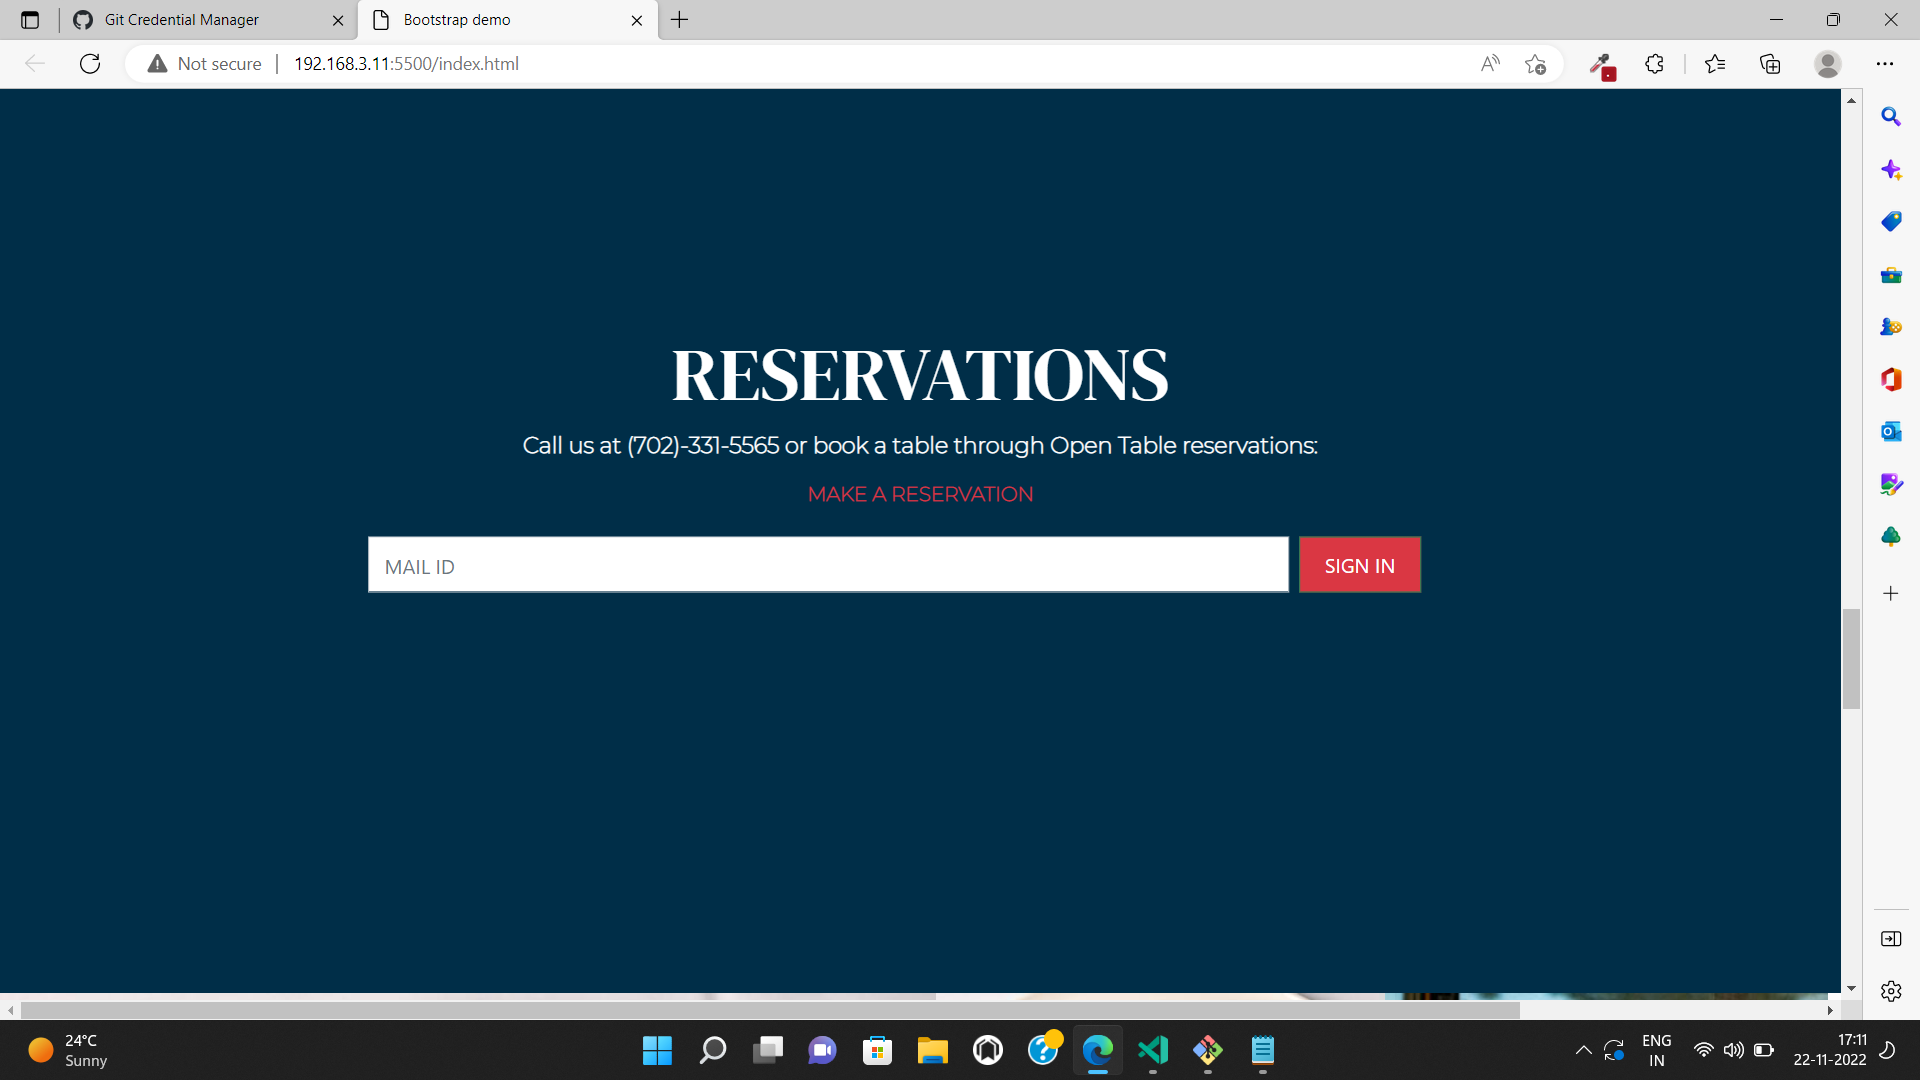 Git Credential Manager
Bootstrap demo
Not secure
192.168.3.11:5500/index.html
RESERVATIONS
Call us at (702)-331-5565 or book a table through Open Table reservations:
MAKE A RESERVATION
MAIL ID
SIGN IN
24°C
Sunny
ENG
IN
17:11
22-11-2022